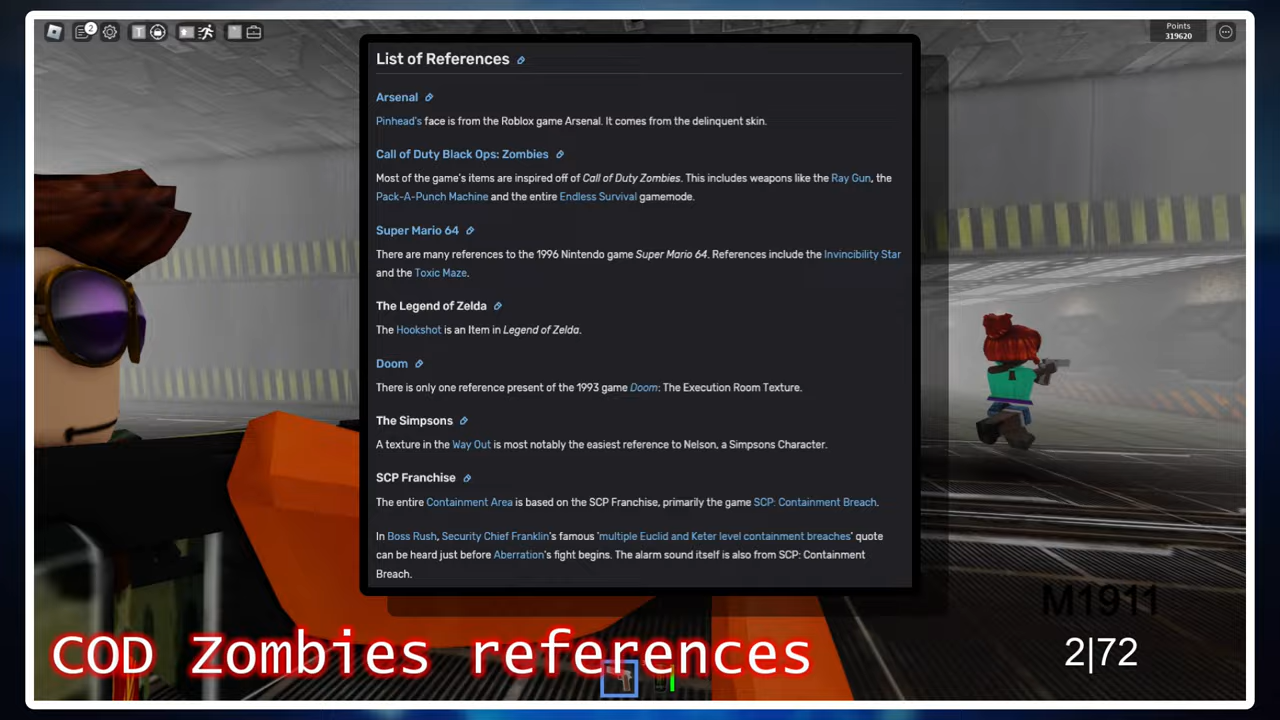 2
T
Points
319620
List of References
Arsenal
Pinhead's face is from the Roblox game Arsenal. It comes from the delinquent skin.
Call of Duty Black Ops: Zombies
Most of the game's items are inspired off of Call of Duty Zombies. This includes weapons like the Ray Gun, the
Pack-A-Punch Machine and the entire Endless Survival gamemode.
Super Mario 64
There are many references to the 1996 Nintendo game Super Mario 64. References include the Invincibility Star
and the Toxic Maze.
The Legend of Zelda
The Hookshot is an Item in Legend of Zelda.
Doom
There is only one reference present of the 1993 game Doom: The Execution Room Texture.
The Simpsons
A texture in the Way Out is most notably the easiest reference to Nelson, a Simpsons Character.
SCP Franchise
The entire Containment Area is based on the SCP Franchise, primarily the game SCP: Containment Breach.
In Boss Rush, Security Chief Franklin's famous 'multiple Euclid and Keter level containment breaches' quote
can be heard just before Aberration's fight begins. The alarm sound itself is also from SCP: Containment
Breach.
M1911
2|72
COD Zombies references